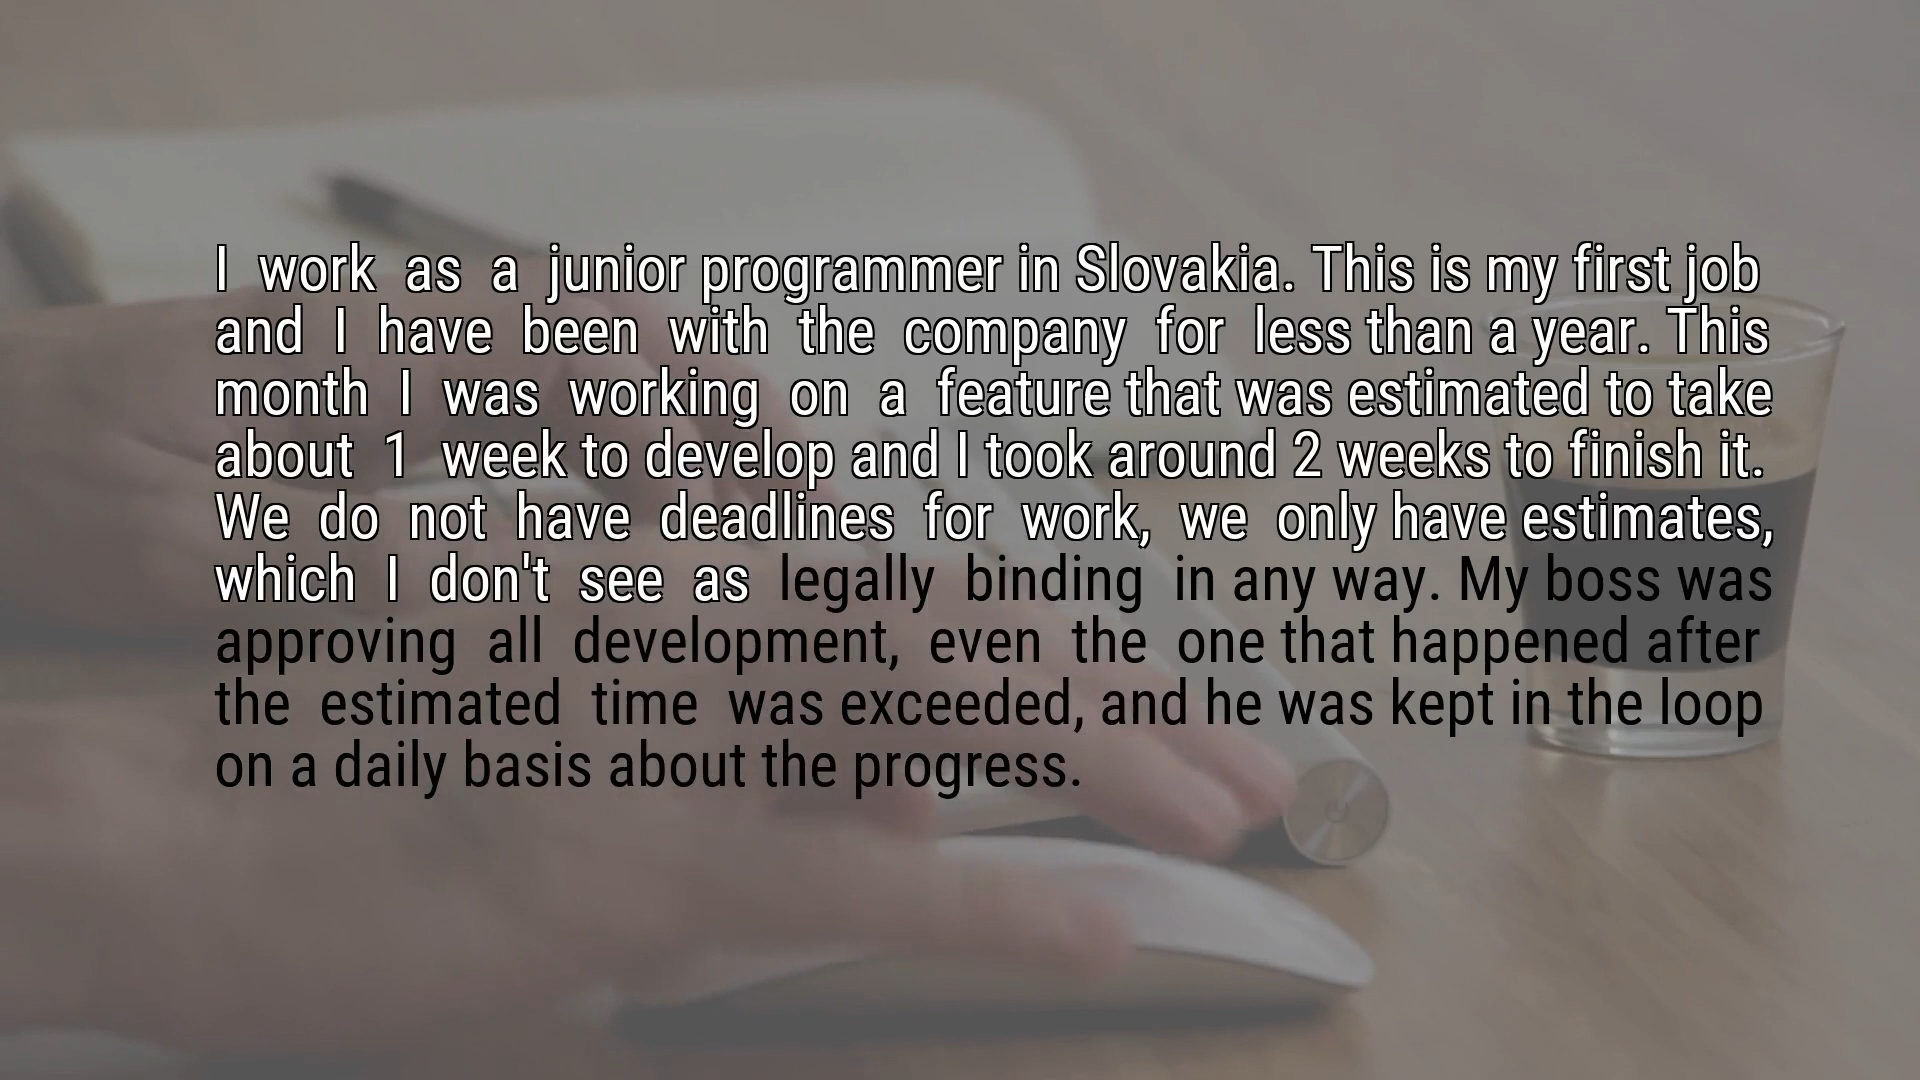 I work as a junior programmer in Slovakia. This is my first job
and I have been with the company for less than a year. This
month I was working on a feature that was estimated to take
about 1 week to develop and I took around 2 weeks to finish it.
We do not have deadlines for work, we only have estimates,
which I don't see as legally binding in any way. My boss was
approving all development, even the one that happened after
the estimated time was exceeded, and he was kept in the loop
on a daily basis about the progress.